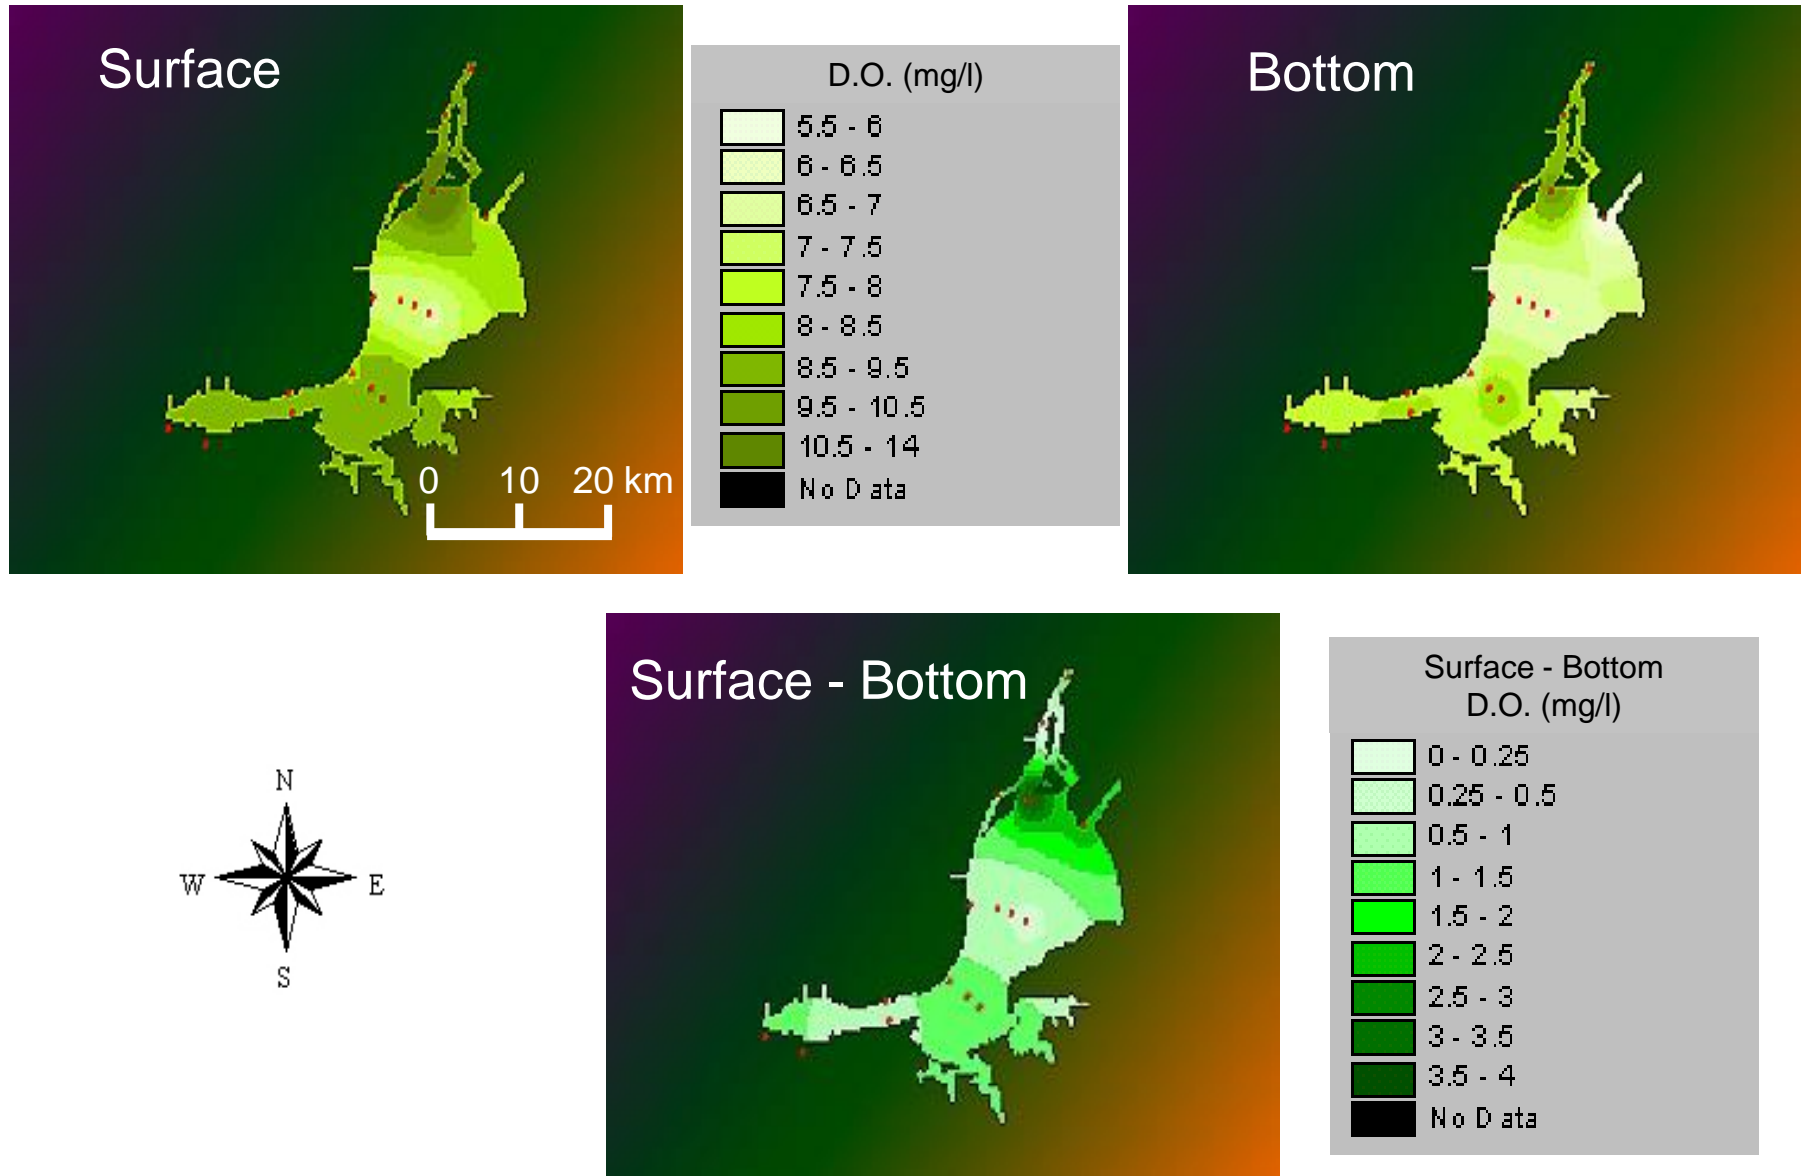 Surface
0 10 20 km
D.O. (mg/l)
5.5 - 6
6 - 6.5
6.5 - 7
7 - 7.5
7.5 - 8
8 - 8.5
8.5 - 9.5
9.5 - 10.5
10.5 - 14
No Data
Bottom
N
W E
S
Surface - Bottom
Surface - Bottom
D.O. (mg/l)
0 - 0.25
0.25 - 0.5
0.5 - 1
1 - 1.5
1.5 - 2
2 - 2.5
2.5 - 3
3 - 3.5
3.5 - 4
No Data